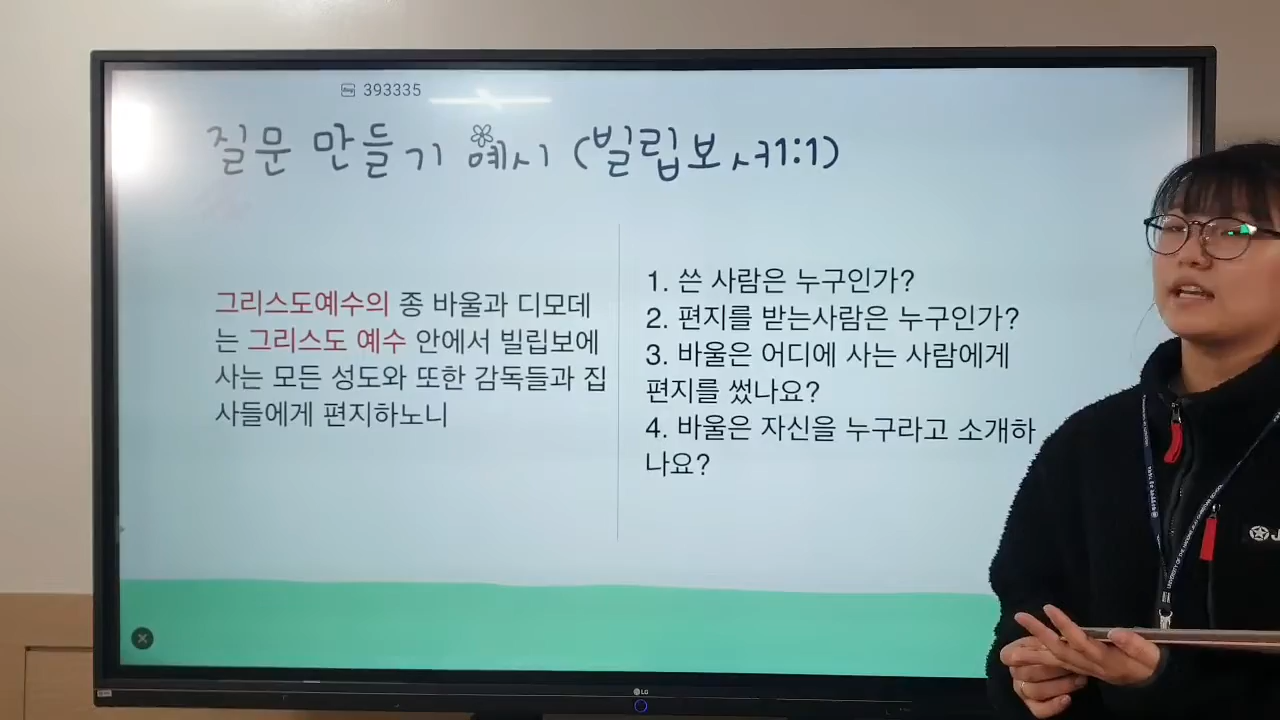 393335
질문 만들기 예시 (빌립보서1:1)
그리스도예수의 종 바울과 디모데
는 그리스도 예수 안에서 빌립보에
사는 모든 성도와 또한 감독들과 집
사들에게 편지하노니
1. 쓴 사람은 누구인가?
2. 편지를 받는사람은 누구인가?
3. 바울은 어디에 사는 사람에게
편지를 썼나요?
4. 바울은 자신을 누구라고 소개하
나요?
LG